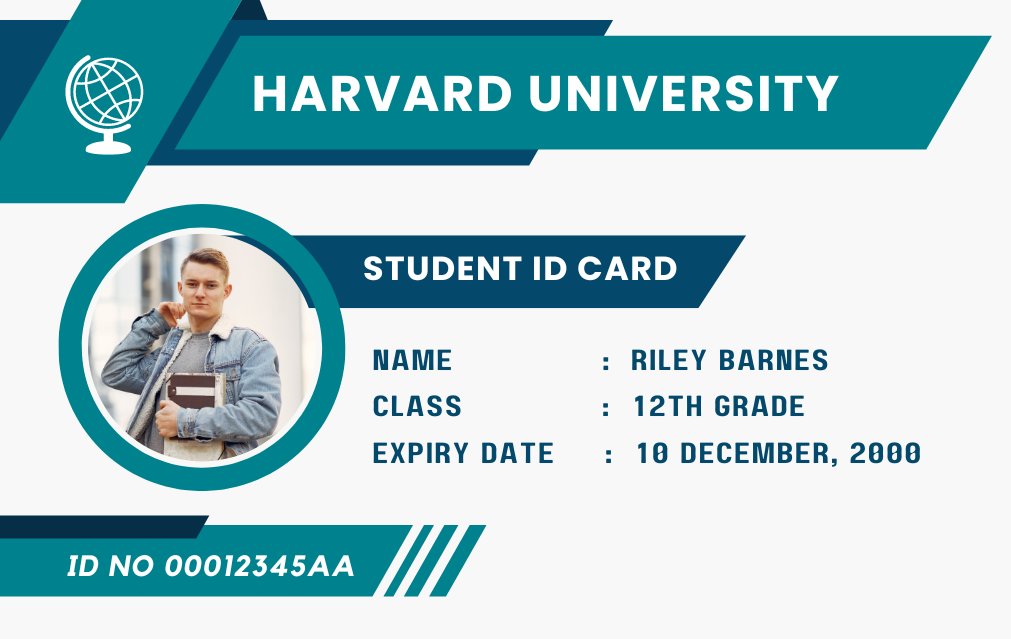 HARVARD UNIVERSITY
STUDENT ID CARD
NAME : RILEY BARNES
CLASS : 12TH GRADE
EXPIRY DATE : 10 DECEMBER, 2000
ID NO 00012345AA